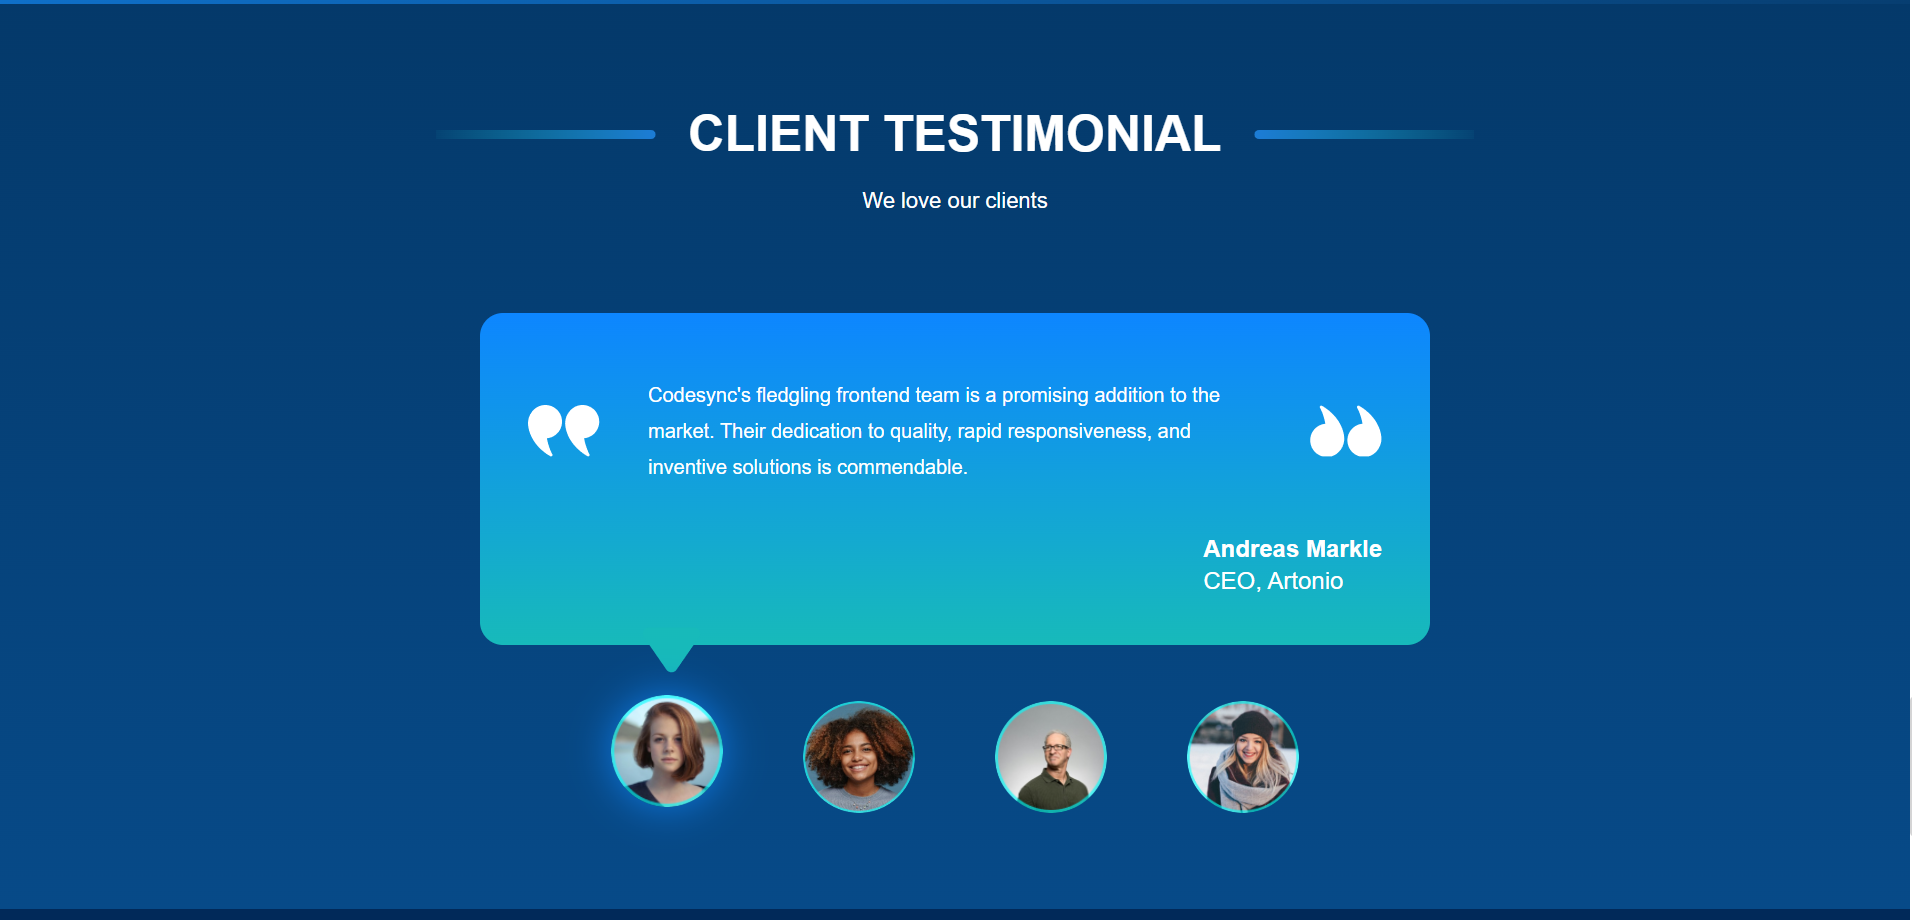 CLIENT TESTIMONIAL
We love our clients
Codesync's fledgling frontend team is a promising addition to the
market. Their dedication to quality, rapid responsiveness, and
inventive solutions is commendable.
Andreas Markle
CEO, Artonio